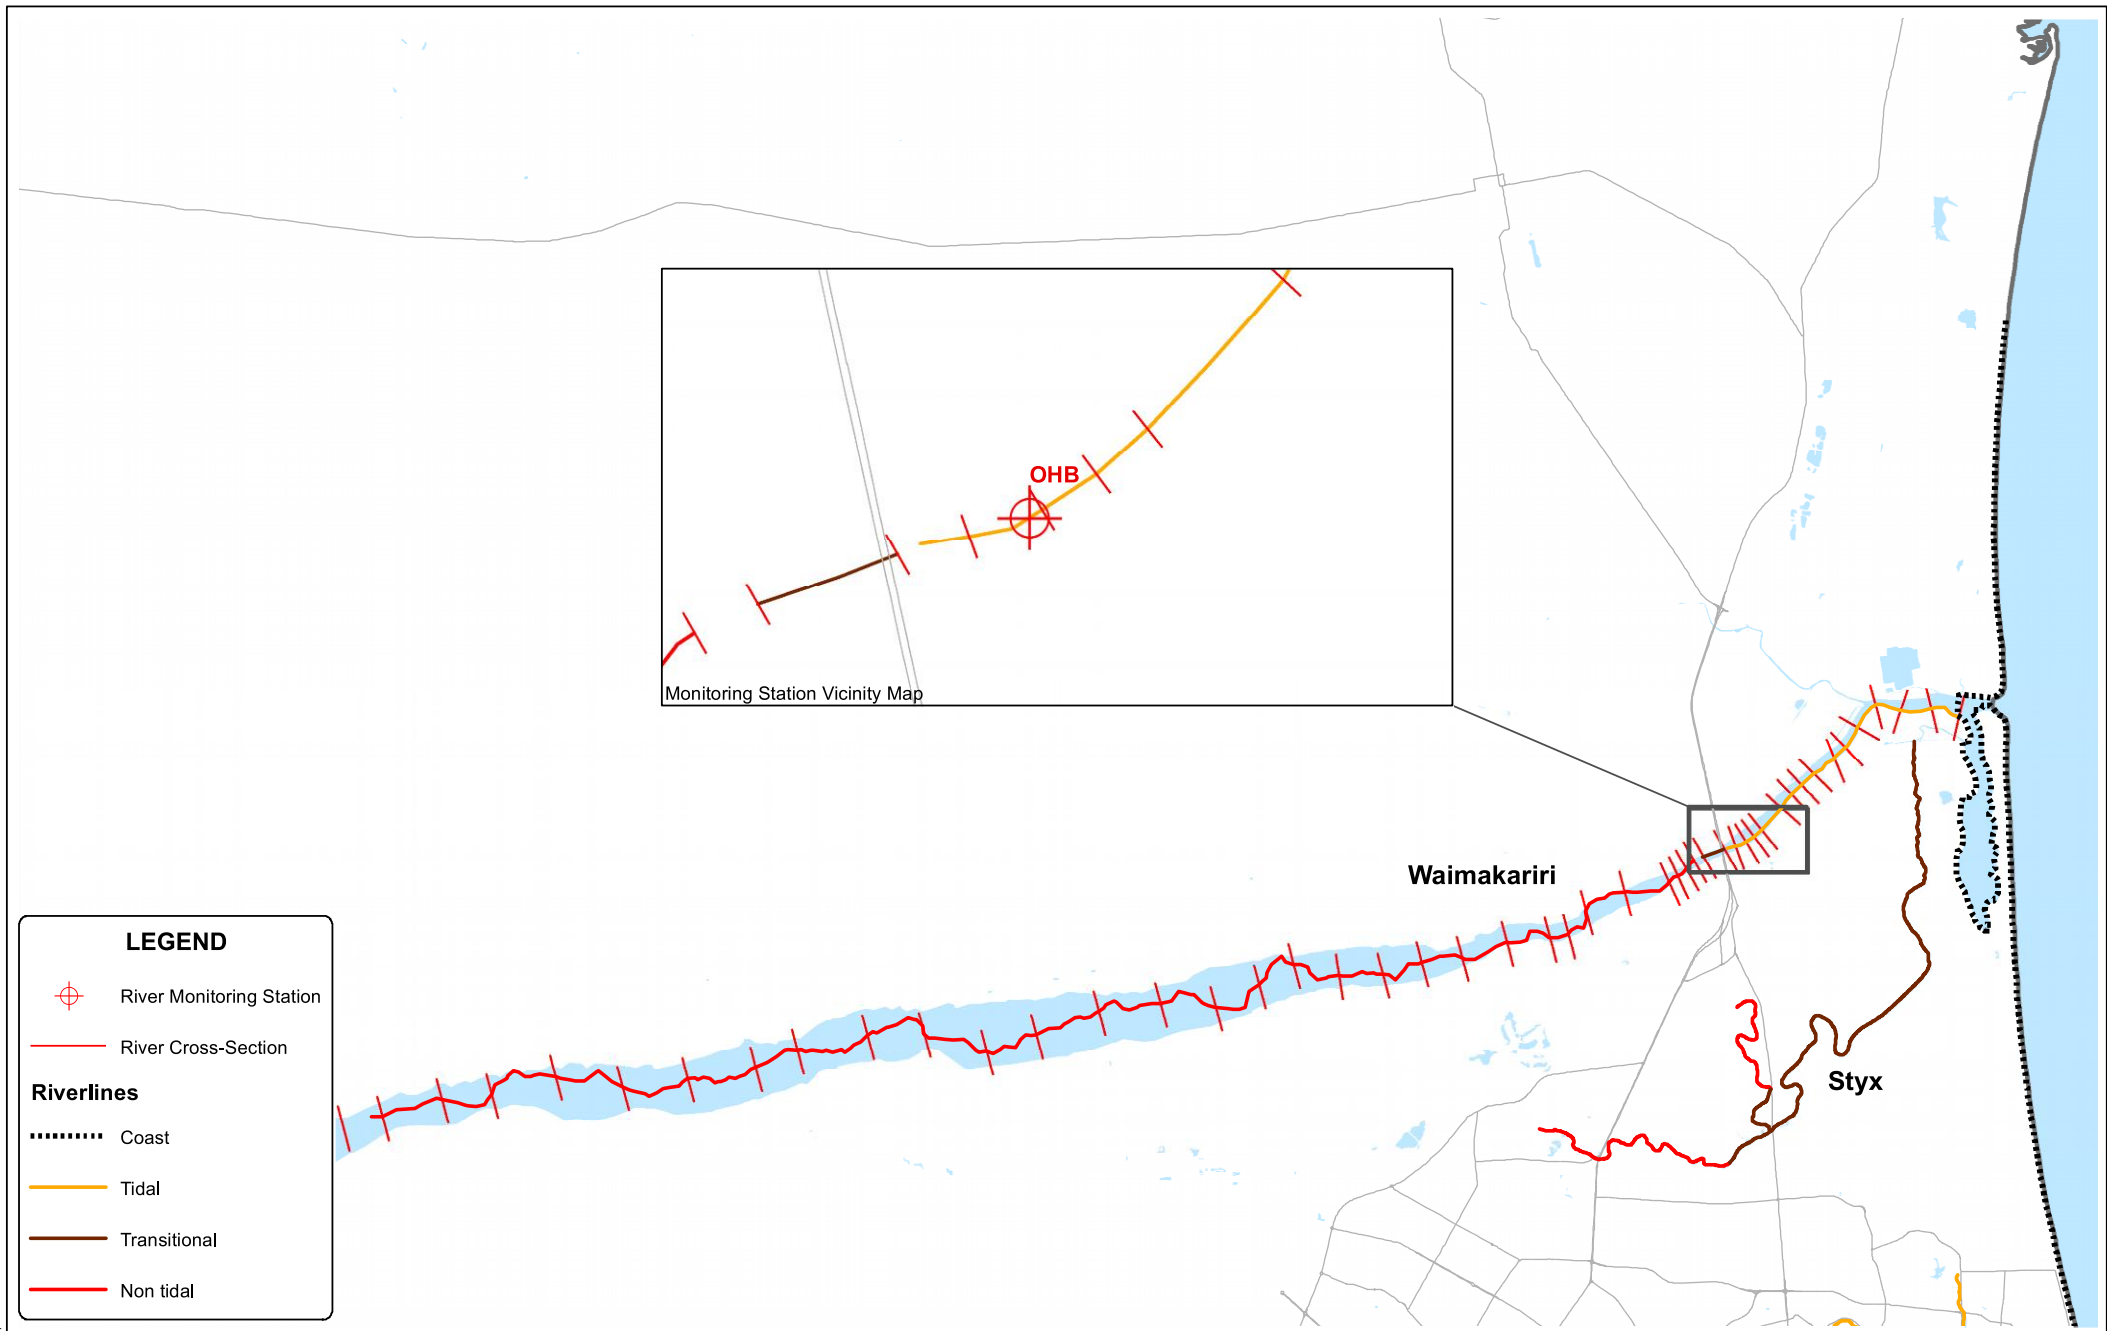 OHB
Monitoring Station Vicinity Map
Waimakariri
Styx
LEGEND
River Monitoring Station
River Cross-Section
Riverlines
Coast
Tidal
Transitional
Non tidal